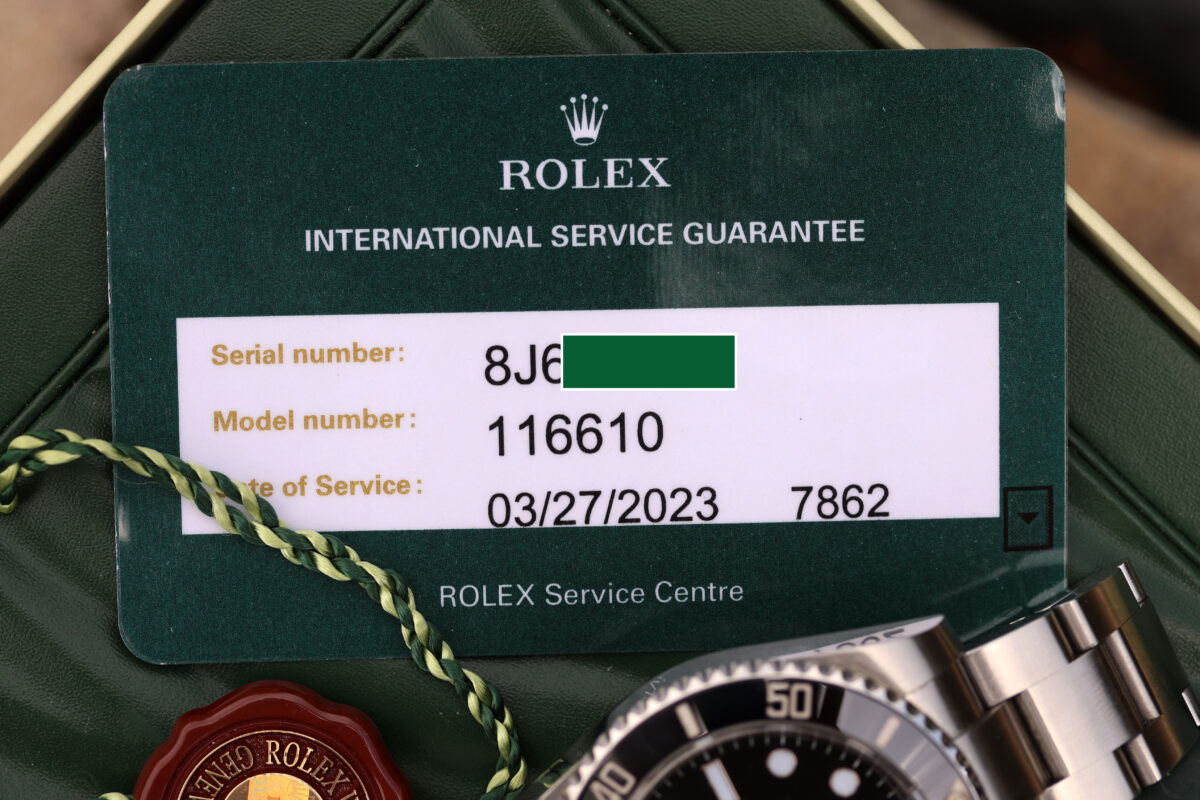 ROLEX
INTERNATIONAL SERVICE GUARANTEE
Serial number: 8J6
Model number: 116610
of Service: 03/27/2023 7862
ROLEX Service Centre
50
40
ROLEX